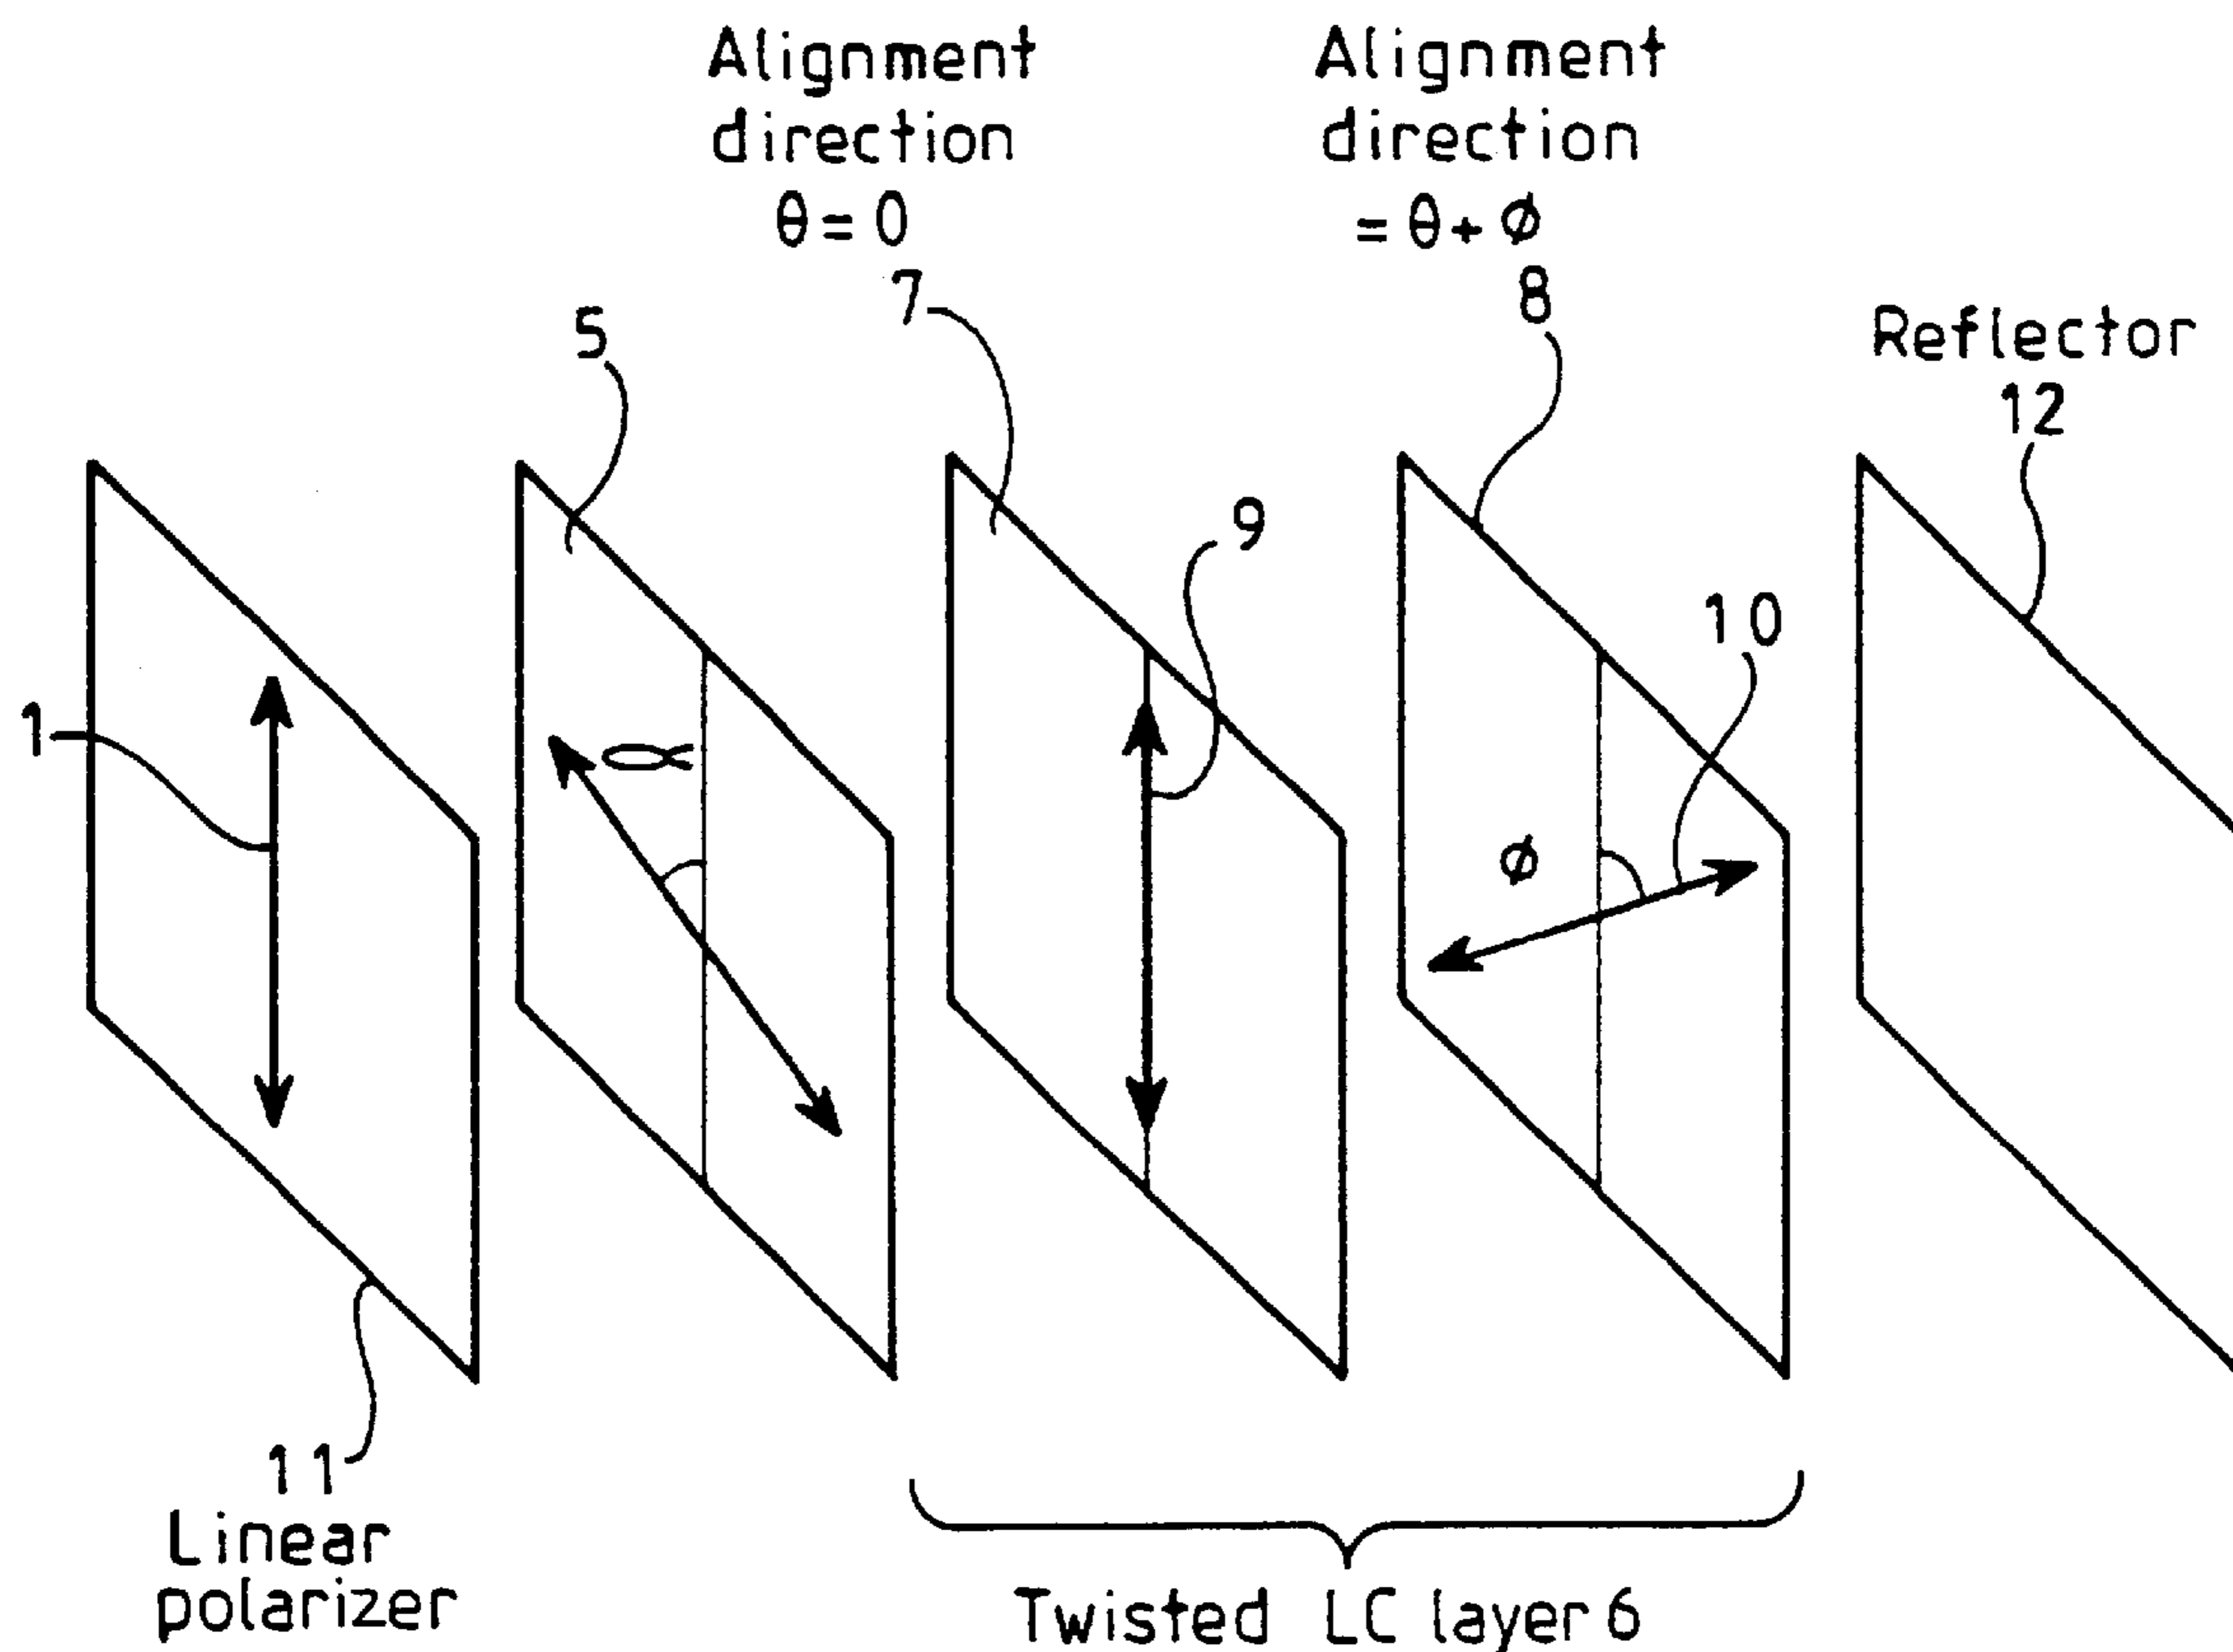 Alignment
direction
θ = 0
Alignment
direction
= θ + ϕ
7
8
5
Reflector
12
9
10
1
α
ϕ
11
Linear
polarizer
Twisted LC layer 6